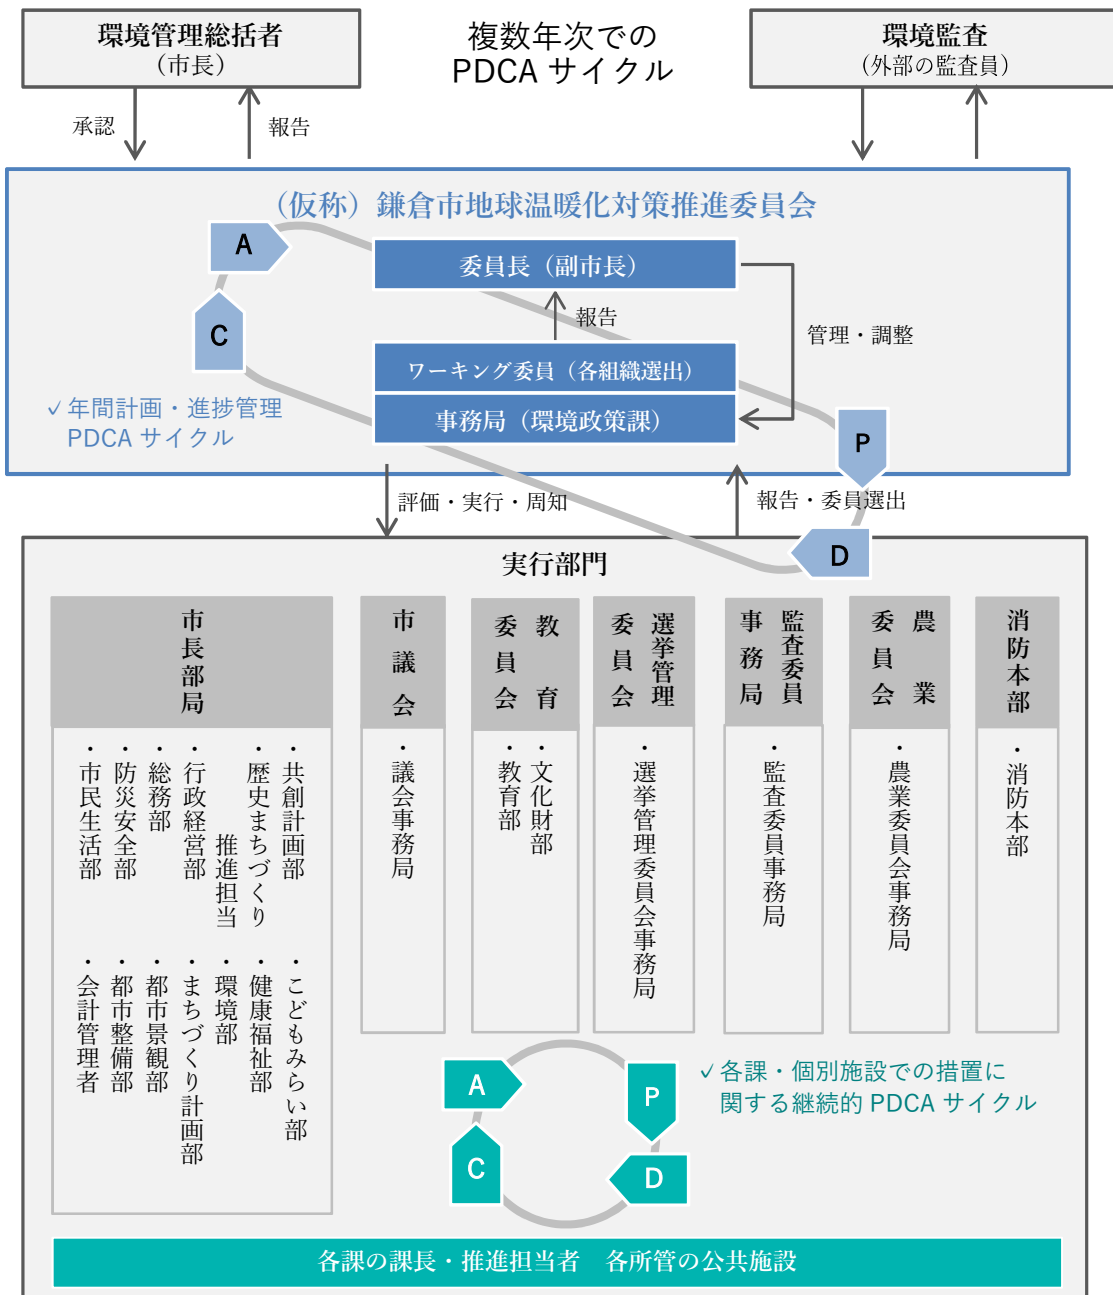 環境管理総括者
（市長）
複数年次での
PDCA サイクル
環境監査
（外部の監査員）
承認
報告
（仮称）鎌倉市地球温暖化対策推進委員会
A
委員長（副市長）
C
報告
管理・調整
ワーキング委員（各組織選出）
✓年間計画・進捗管理
PDCA サイクル
事務局（環境政策課）
P
評価・実行・周知
報告・委員選出
D
実行部門
市長部局
・共創計画部
・歴史まちづくり
推進担当
・行政経営部
・総務部
・防災安全部
・市民生活部
・こどもみらい部
・健康福祉部
・環境部
・まちづくり計画部
・都市景観部
・都市整備部
・会計管理者
市議会
・議会事務局
教育
委員会
・文化財部
・教育部
選挙管理
委員会
・選挙管理委員会事務局
監査委員
事務局
・監査委員事務局
農業
委員会
・農業委員会事務局
消防本部
・消防本部
A
P
C
D
✓各課・個別施設での措置に
関する継続的 PDCA サイクル
各課の課長・推進担当者　各所管の公共施設